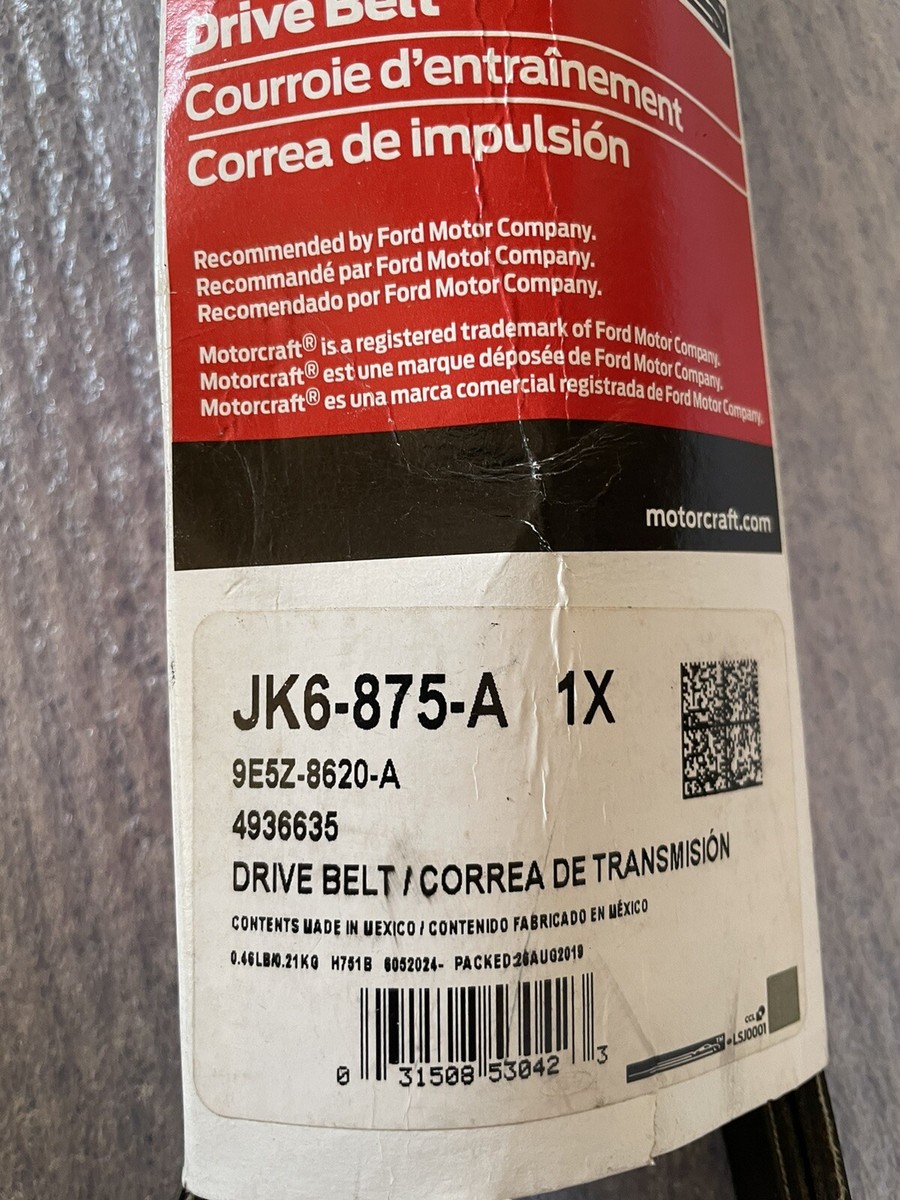 Drive Belt
Courroie d'entraînement
Correa de impulsión
Recommended by Ford Motor Company.
Recommandé par Ford Motor Company.
Recomendado por Ford Motor Company.
Motorcraft® is a registered trademark of Ford Motor Company.
Motorcraft® est une marque déposée de Ford Motor Company.
Motorcraft® es una marca comercial registrada de Ford Motor Company.
motorcraft.com
JK6-875-A 1X
9E5Z-8620-A
4936635
DRIVE BELT / CORREA DE TRANSMISIÓN
CONTENTS MADE IN MEXICO / CONTENIDO FABRICADO EN MÉXICO
0.46LB/0.21KG H751B 6052024- PACKED:26AUG2019
CCL
LSJ0001
0 31508 53042 3